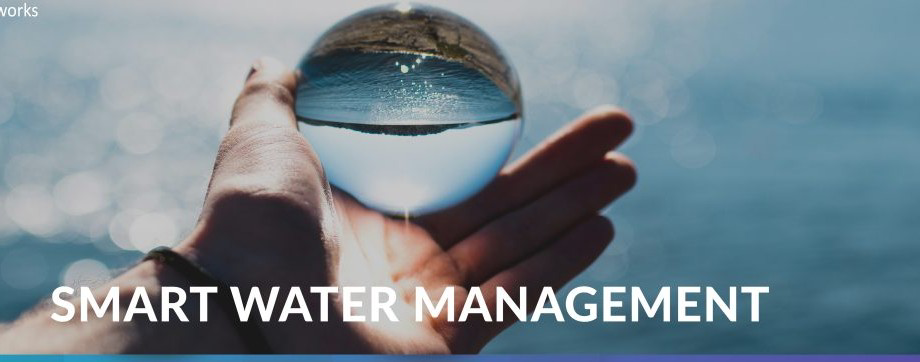 works
SMART WATER MANAGEMENT